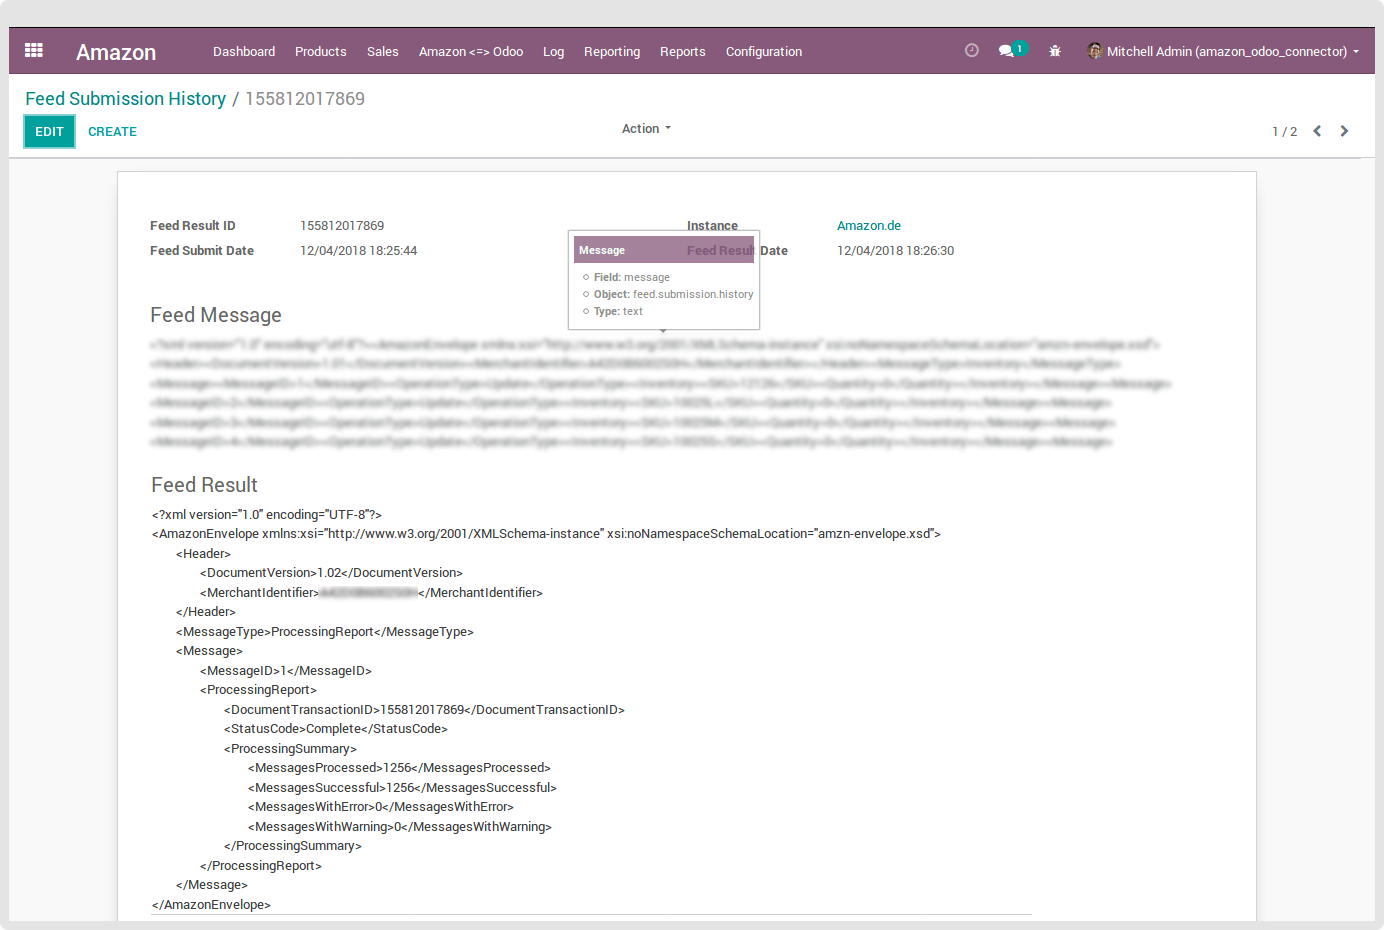 Amazon Dashboard Products Sales Amazon <=> Odoo Log Reporting Reports Configuration 1 Mitchell Admin (amazon_odoo_connector)
Feed Submission History / 155812017869
EDIT CREATE Action 1 / 2
Feed Result ID 155812017869 Instance Amazon.de
Feed Submit Date 12/04/2018 18:25:44 Feed Result Date 12/04/2018 18:26:30
Message
Field: message
Object: feed.submission.history
Type: text
Feed Message
Feed Result
<?xml version="1.0" encoding="UTF-8"?>
<AmazonEnvelope xmlns:xsi="http://www.w3.org/2001/XMLSchema-instance" xsi:noNamespaceSchemaLocation="amzn-envelope.xsd">
<Header>
<DocumentVersion>1.02</DocumentVersion>
<MerchantIdentifier></MerchantIdentifier>
</Header>
<MessageType>ProcessingReport</MessageType>
<Message>
<MessageID>1</MessageID>
<ProcessingReport>
<DocumentTransactionID>155812017869</DocumentTransactionID>
<StatusCode>Complete</StatusCode>
<ProcessingSummary>
<MessagesProcessed>1256</MessagesProcessed>
<MessagesSuccessful>1256</MessagesSuccessful>
<MessagesWithError>0</MessagesWithError>
<MessagesWithWarning>0</MessagesWithWarning>
</ProcessingSummary>
</ProcessingReport>
</Message>
</AmazonEnvelope>